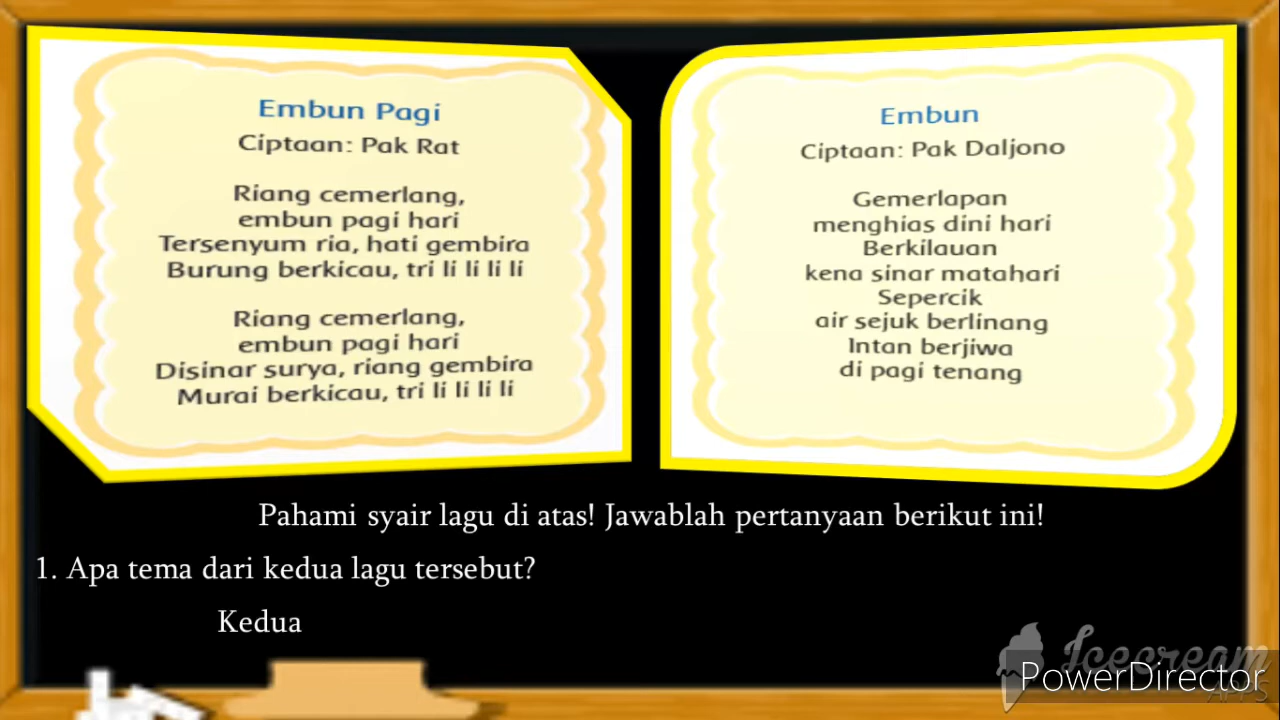 Embun Pagi
Ciptaan: Pak Rat
Riang cemerlang,
embun pagi hari
Tersenyum ria, hati gembira
Burung berkicau, tri li li li li
Riang cemerlang,
embun pagi hari
Disinar surya, riang gembira
Murai berkicau, tri li li li li
Embun
Ciptaan: Pak Daljono
Gemerlapan
menghias dini hari
Berkilauan
kena sinar matahari
Sepercik
air sejuk berlinang
Intan berjiwa
di pagi tenang
Pahami syair lagu di atas! Jawablah pertanyaan berikut ini!
1. Apa tema dari kedua lagu tersebut?
Kedua
Icecream
APPS
PowerDirector